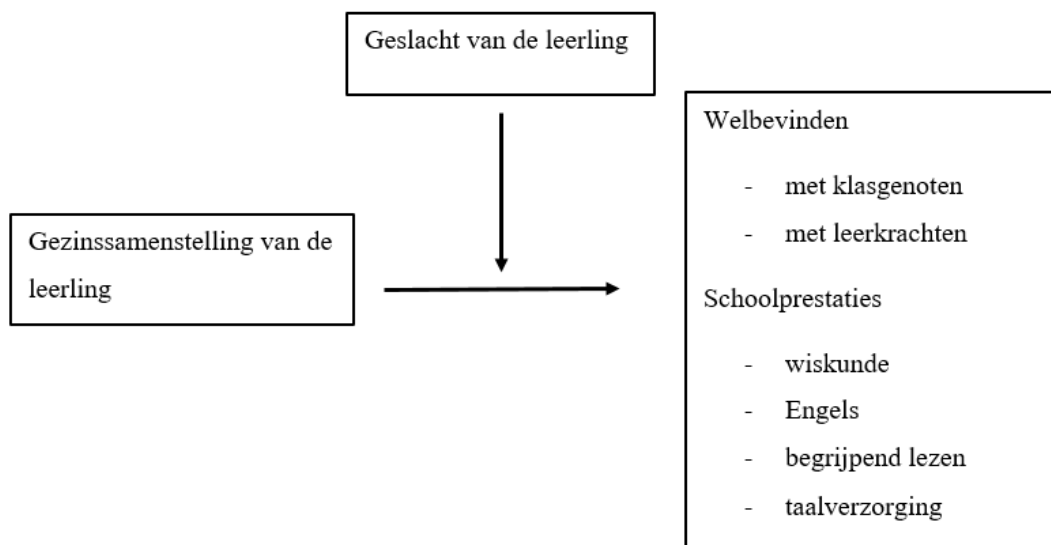 Geslacht van de leerling
Gezinssamenstelling van de
leerling
Welbevinden
- met klasgenoten
- met leerkrachten
Schoolprestaties
- wiskunde
- Engels
- begrijpend lezen
- taalverzorging